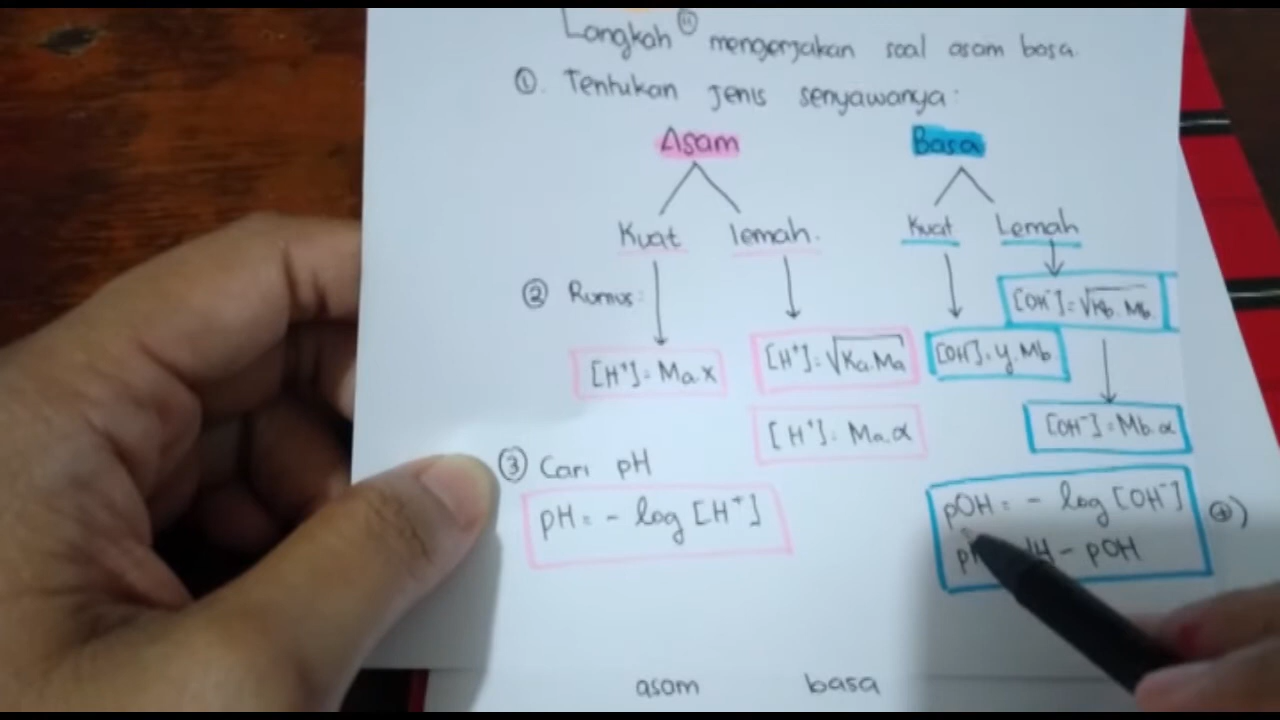 Langkah" mengerjakan soal asam basa.
① Tentukan jenis senyawanya:
Asam Basa
Kuat lemah. Kuat Lemah
② Rumus:
[OH⁻]=√Kb.Mb.
[H⁺]=Ma.x [H⁺]=√Ka.Ma [OH]=y.Mb
[H⁺]=Ma.α [OH⁻]=Mb.α
③ Cari pH
pH=-log[H⁺] pOH=-log[OH⁻]
- pOH
asam basa